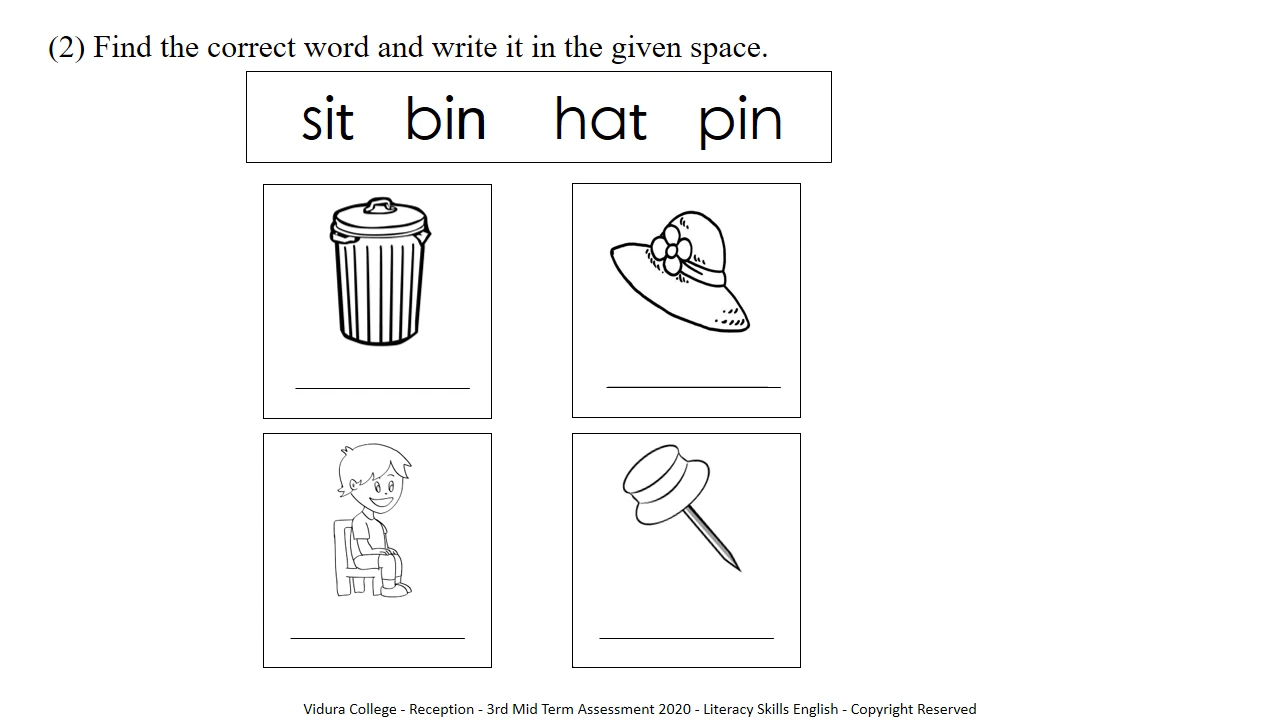 (2) Find the correct word and write it in the given space.
sit bin hat pin
Vidura College - Reception - 3rd Mid Term Assessment 2020 - Literacy Skills English - Copyright Reserved